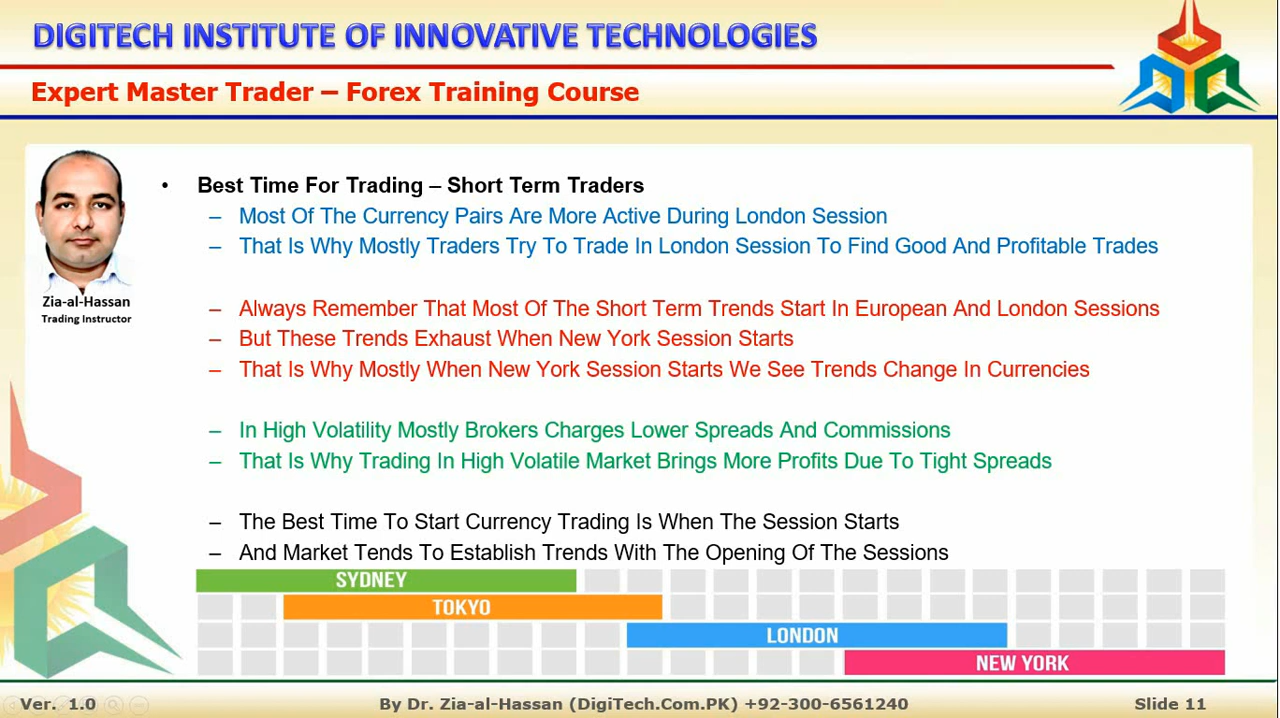 DIGITECH INSTITUTE OF INNOVATIVE TECHNOLOGIES
Expert Master Trader – Forex Training Course
Zia-al-Hassan
Trading Instructor
• Best Time For Trading – Short Term Traders
– Most Of The Currency Pairs Are More Active During London Session
– That Is Why Mostly Traders Try To Trade In London Session To Find Good And Profitable Trades
– Always Remember That Most Of The Short Term Trends Start In European And London Sessions
– But These Trends Exhaust When New York Session Starts
– That Is Why Mostly When New York Session Starts We See Trends Change In Currencies
– In High Volatility Mostly Brokers Charges Lower Spreads And Commissions
– That Is Why Trading In High Volatile Market Brings More Profits Due To Tight Spreads
– The Best Time To Start Currency Trading Is When The Session Starts
– And Market Tends To Establish Trends With The Opening Of The Sessions
SYDNEY
TOKYO
LONDON
NEW YORK
Ver. 1.0
By Dr. Zia-al-Hassan (DigiTech.Com.PK) +92-300-6561240
Slide 11